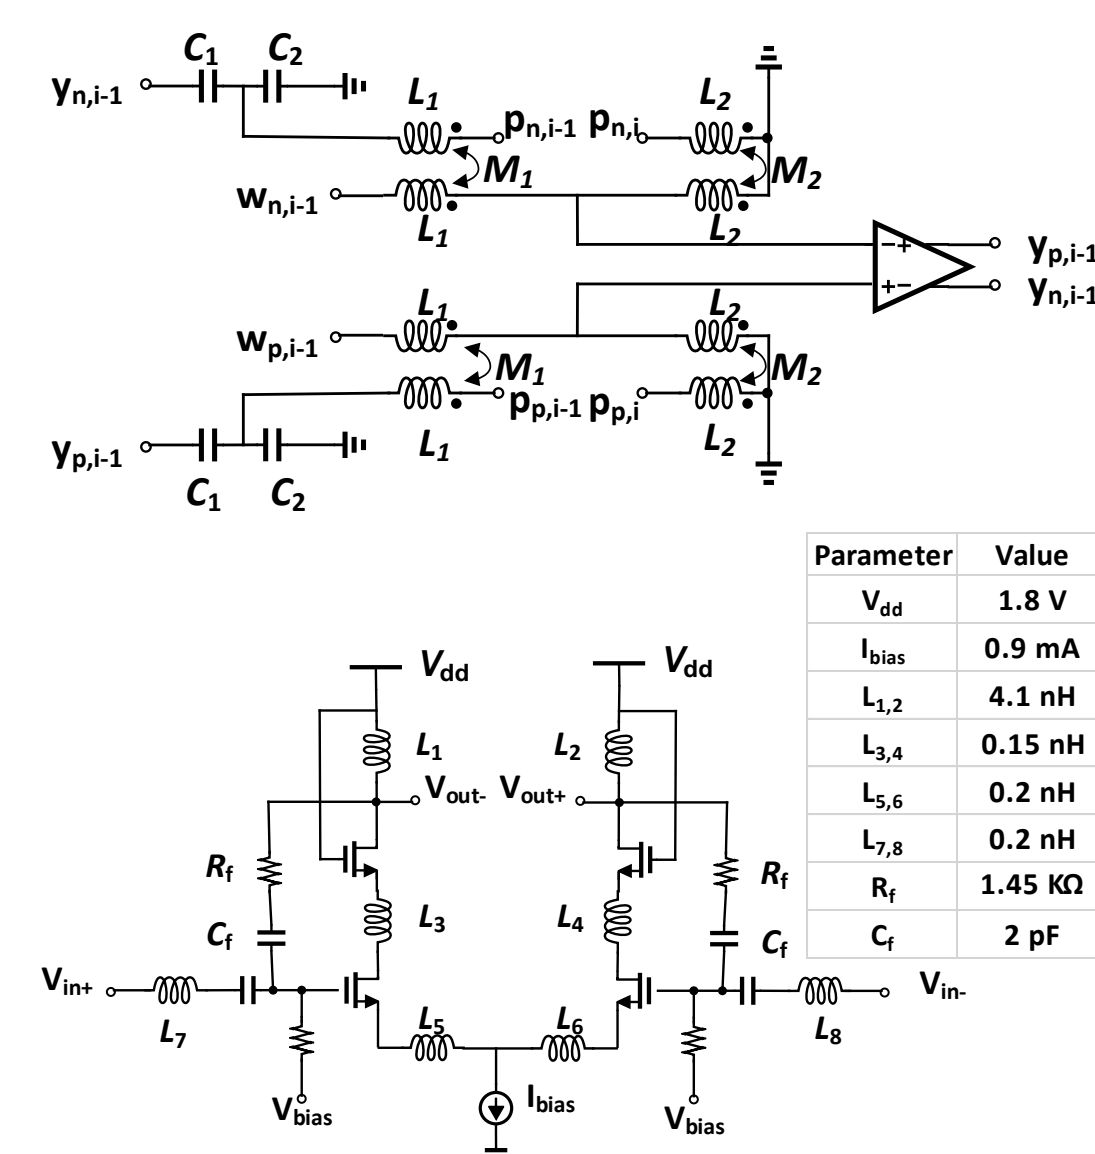 C1 C2
yn,i-1
L1 L2
pn,i-1 pn,i
M1 M2
wn,i-1
L1 L2
−+ yp,i-1
+− yn,i-1
L1 L2
wp,i-1
M1 M2
pp,i-1 pp,i
L1 L2
yp,i-1
C1 C2
Parameter Value
Vdd 1.8 V
Ibias 0.9 mA
L1,2 4.1 nH
L3,4 0.15 nH
L5,6 0.2 nH
L7,8 0.2 nH
Rf 1.45 KΩ
Cf 2 pF
Vdd Vdd
L1 L2
Vout- Vout+
Rf Rf
L3 L4
Cf Cf
Vin+ Vin-
L7 L5 L6 L8
Ibias
Vbias Vbias